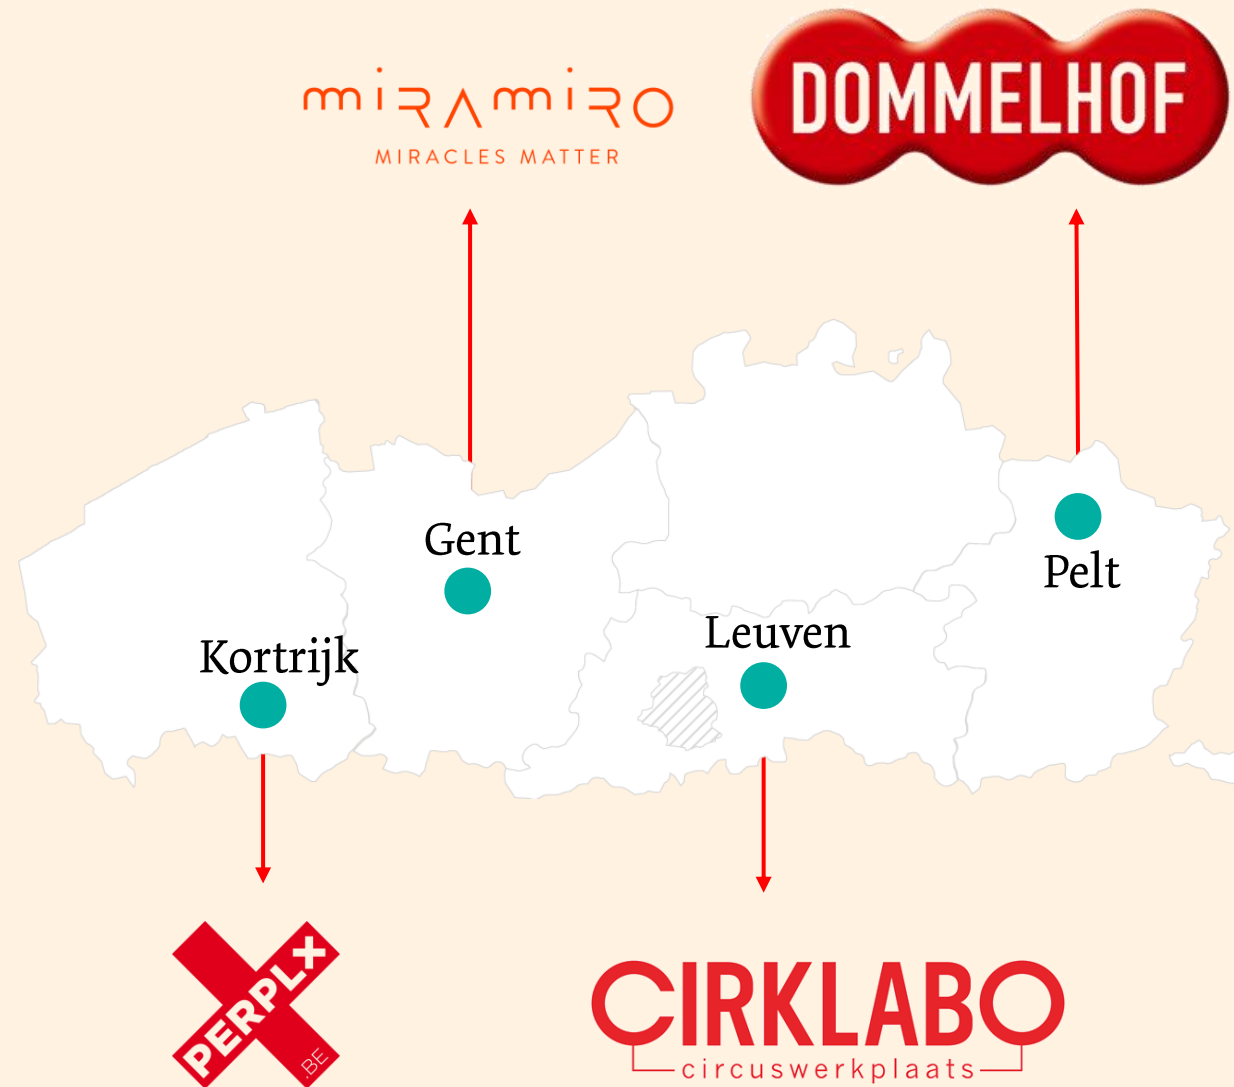 miRAmiRO
MIRACLES MATTER
DOMMELHOF
Gent
Pelt
Kortrijk
Leuven
PERPLX
.BE
CIRKLABO
circuswerkplaats